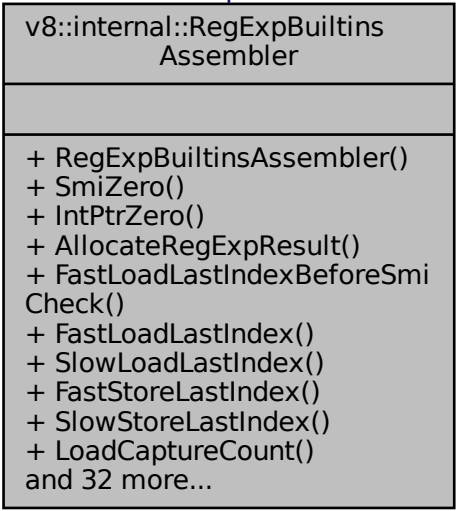 v8::internal::RegExpBuiltins
Assembler
+ RegExpBuiltinsAssembler()
+ SmiZero()
+ IntPtrZero()
+ AllocateRegExpResult()
+ FastLoadLastIndexBeforeSmi
Check()
+ FastLoadLastIndex()
+ SlowLoadLastIndex()
+ FastStoreLastIndex()
+ SlowStoreLastIndex()
+ LoadCaptureCount()
and 32 more...